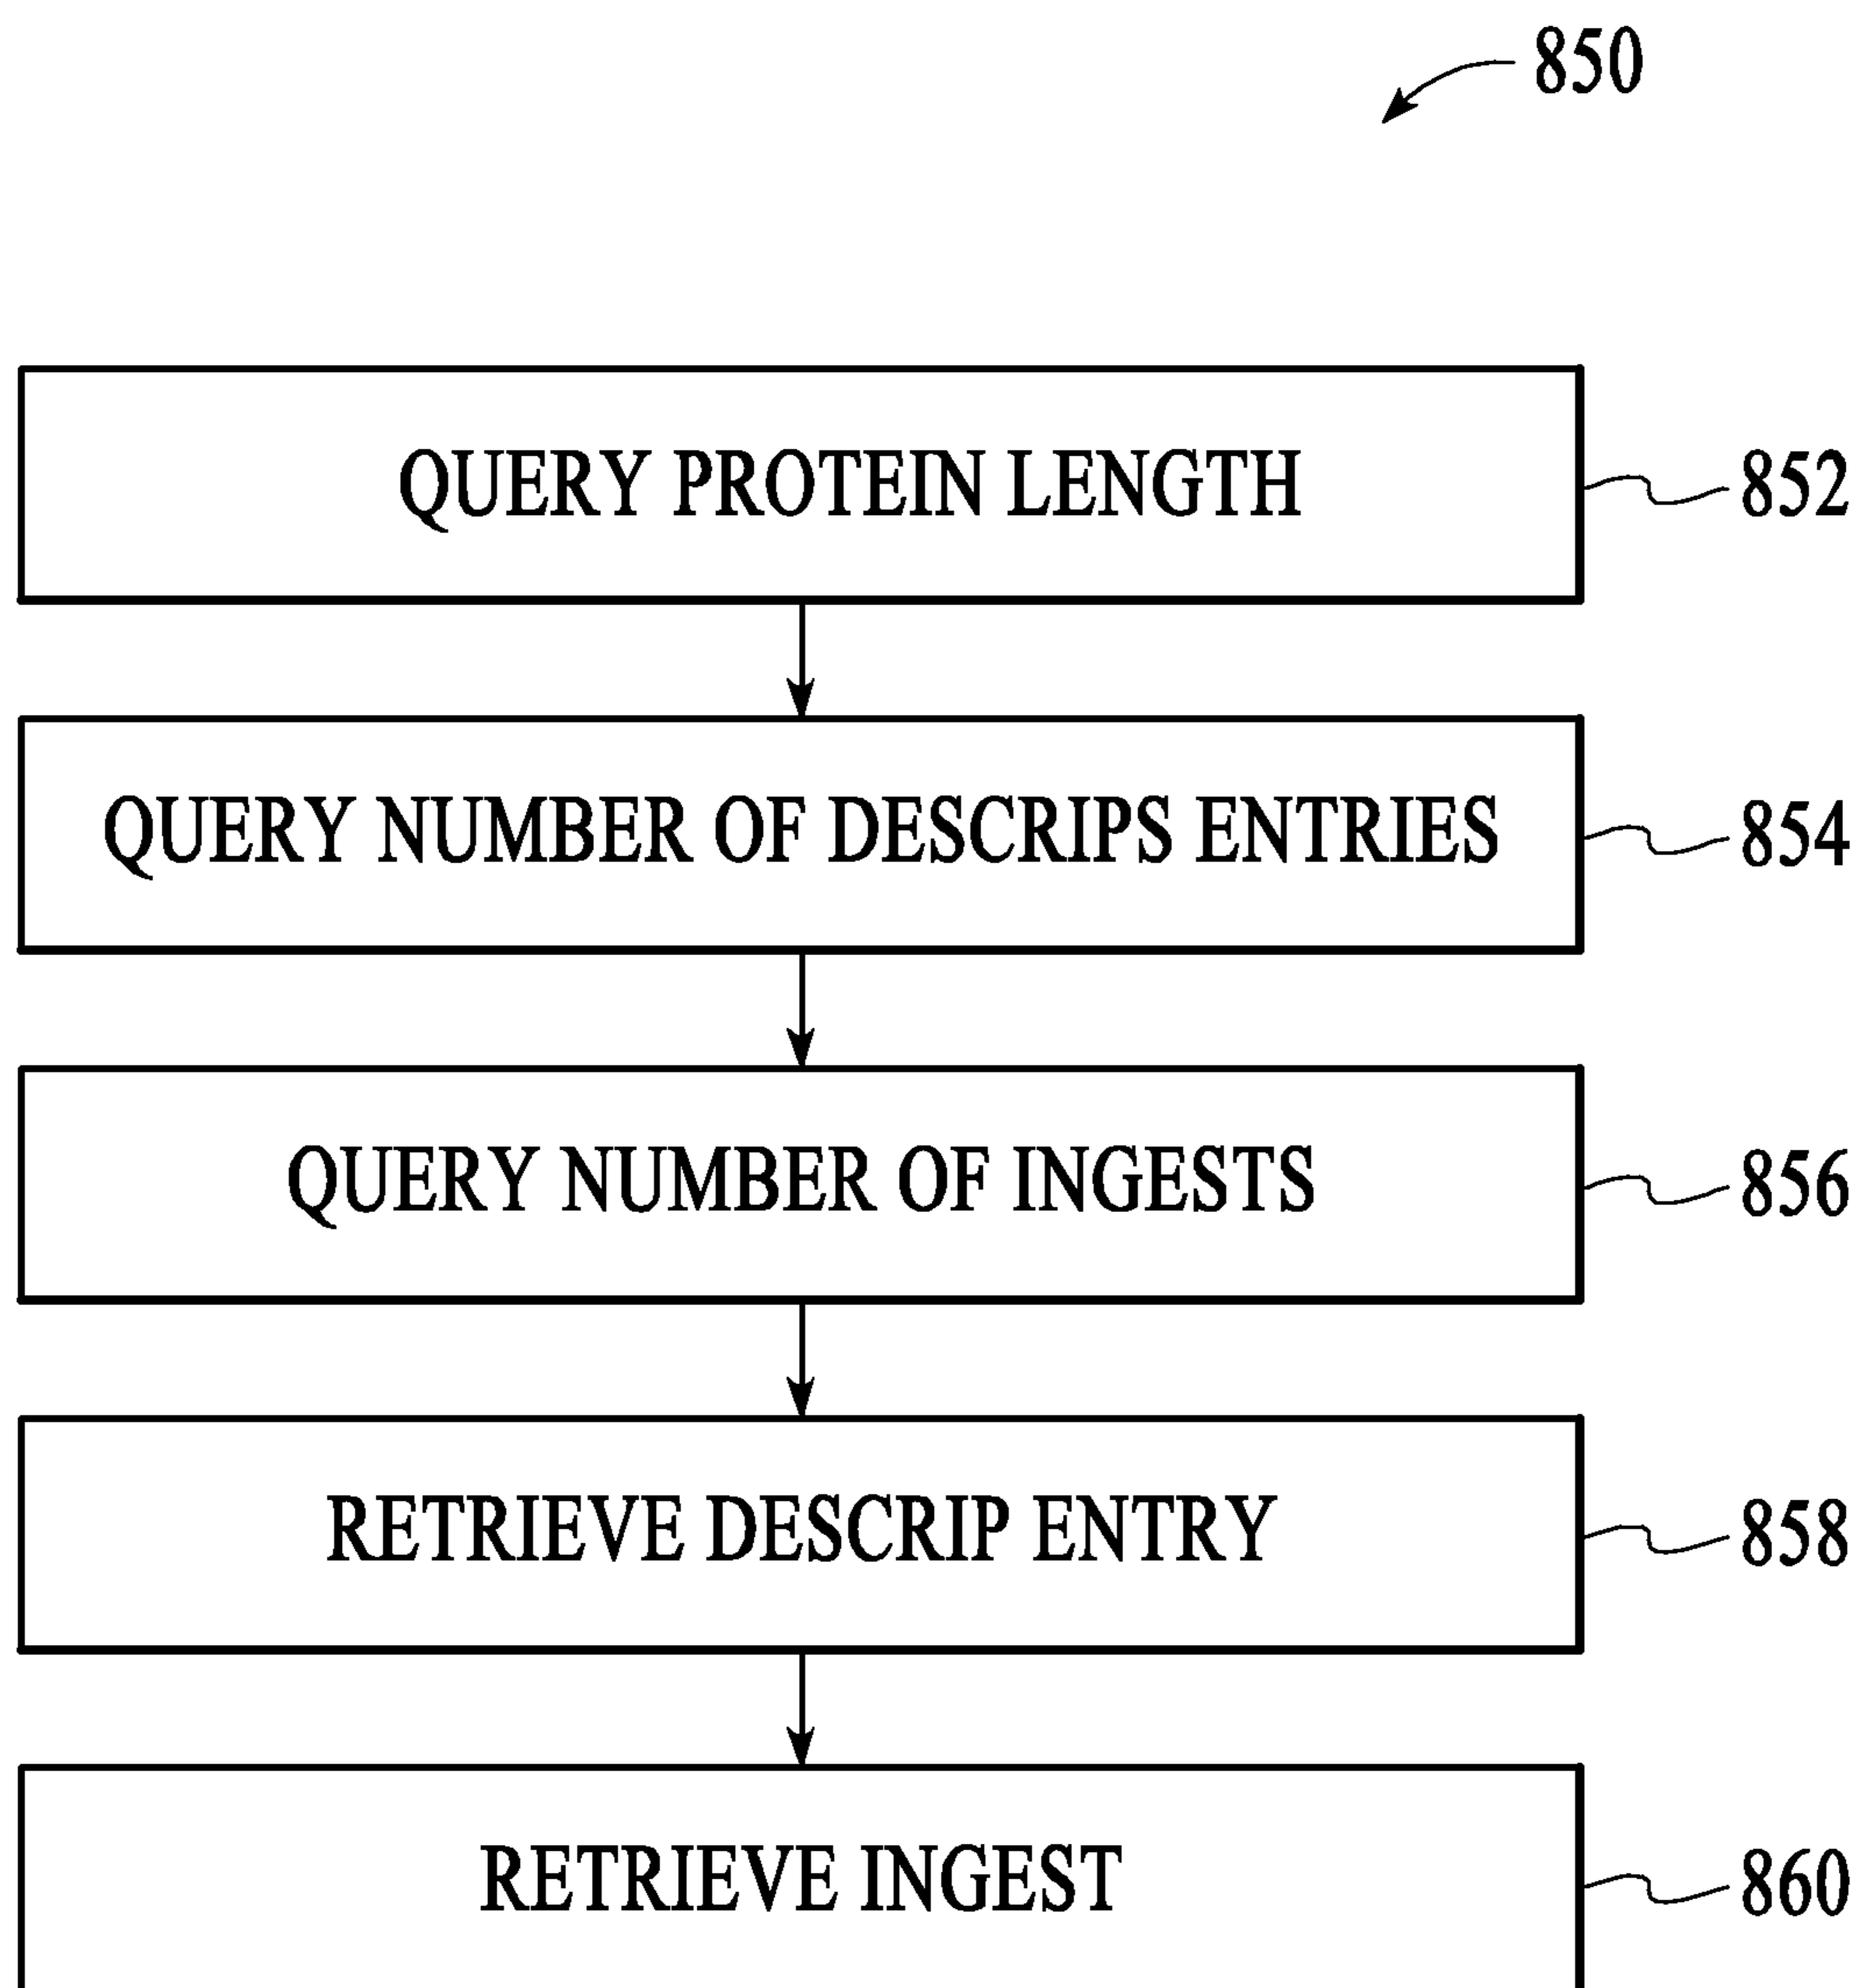 850
QUERY PROTEIN LENGTH
852
QUERY NUMBER OF DESCRIPS ENTRIES
854
QUERY NUMBER OF INGESTS
856
RETRIEVE DESCRIP ENTRY
858
RETRIEVE INGEST
860